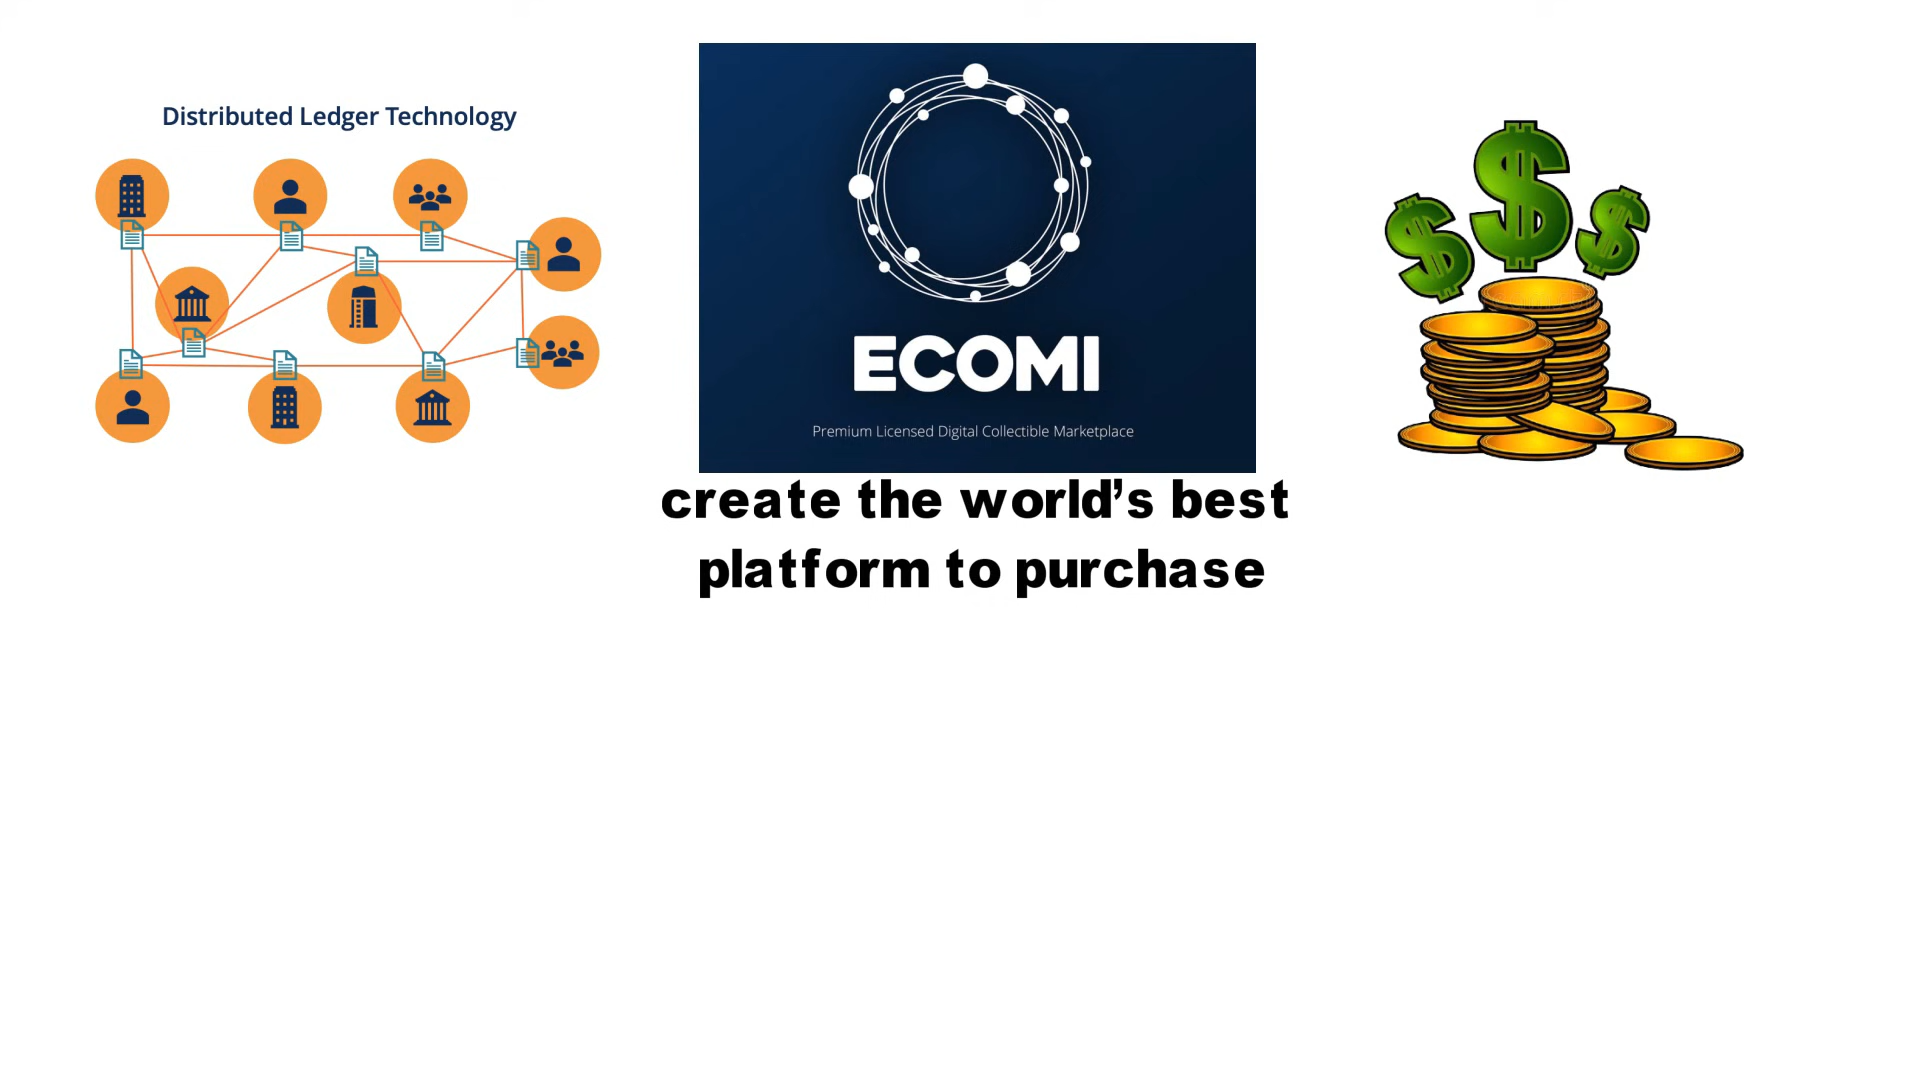 Distributed Ledger Technology
ECOMI
Premium Licensed Digital Collectible Marketplace
create the world’s best
platform to purchase